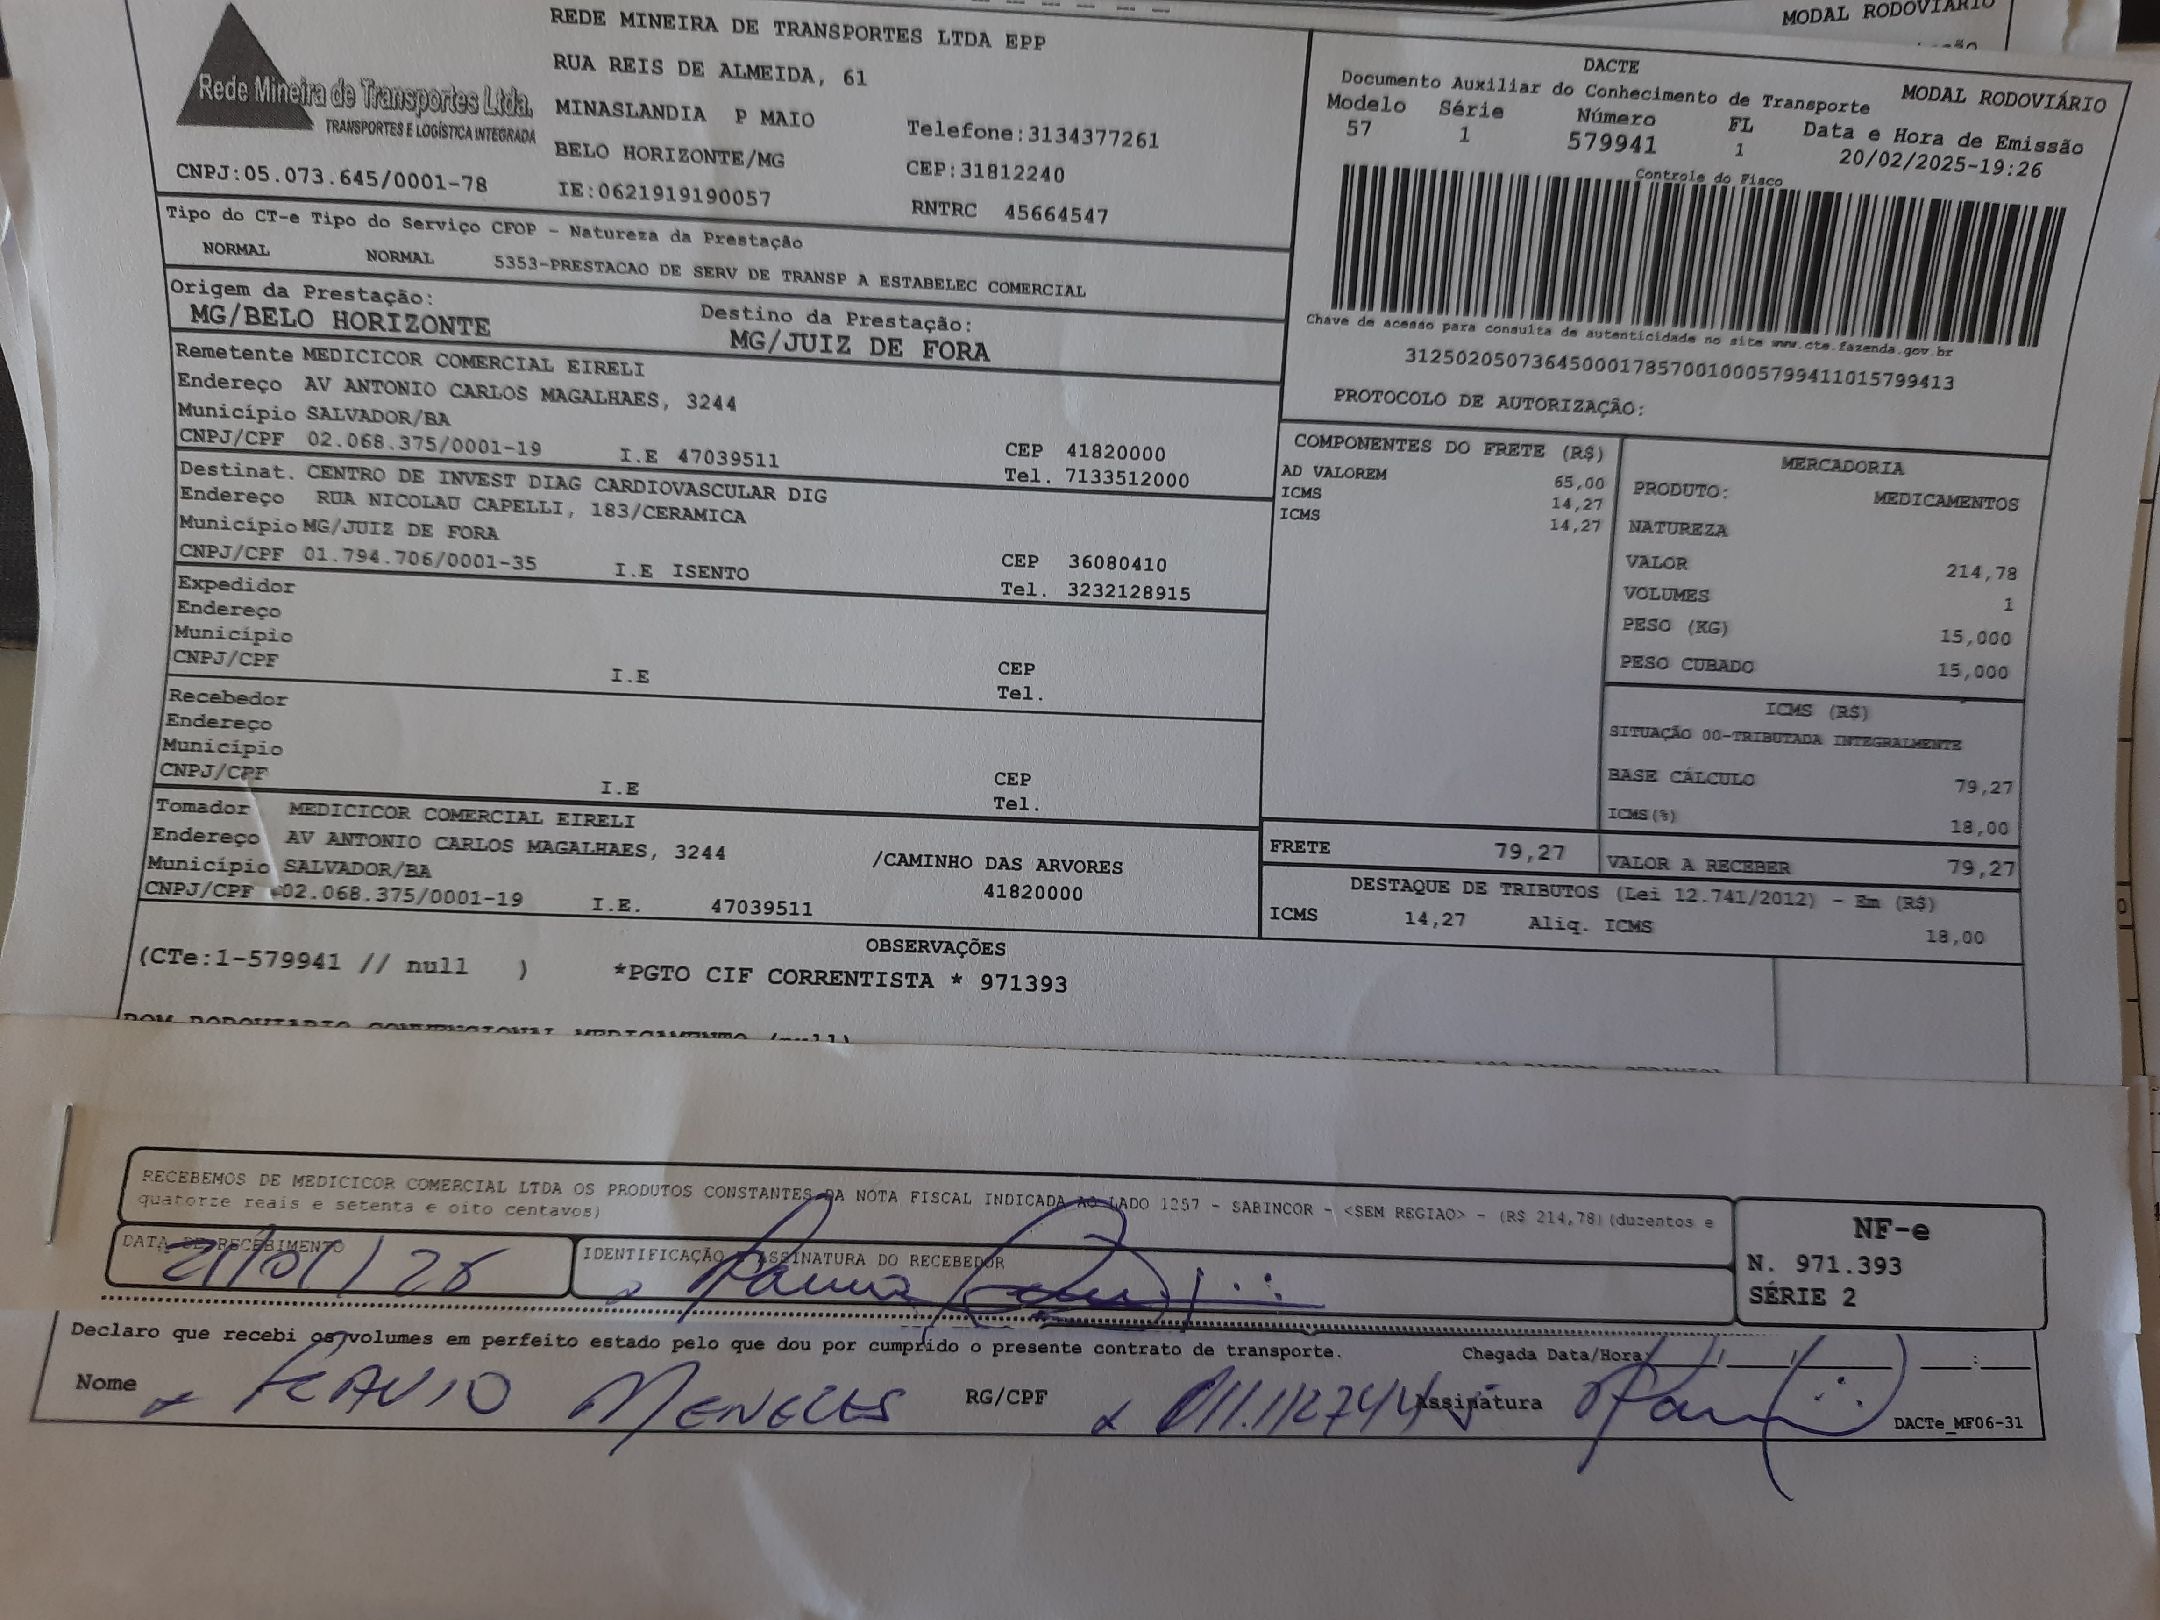 MODAL RODOVIÁRIO
Rede Mineira de Transportes Ltda.
TRANSPORTES E LOGÍSTICA INTEGRADA
CNPJ:05.073.645/0001-78
REDE MINEIRA DE TRANSPORTES LTDA EPP
RUA REIS DE ALMEIDA, 61
MINASLANDIA P MAIO
BELO HORIZONTE/MG
IE:0621919190057
Telefone:3134377261
CEP:31812240
RNTRC 45664547
DACTE
Documento Auxiliar do Conhecimento de Transporte
MODAL RODOVIÁRIO
Modelo Série Número FL Data e Hora de Emissão
57 1 579941 1 20/02/2025-19:26
Controle do Fisco
Chave de acesso para consulta de autenticidade no site www.cte.fazenda.gov.br
31250205073645000178570010005799411015799413
PROTOCOLO DE AUTORIZAÇÃO:
Tipo do CT-e Tipo do Serviço CFOP - Natureza da Prestação
NORMAL NORMAL 5353-PRESTACAO DE SERV DE TRANSP A ESTABELEC COMERCIAL
Origem da Prestação: Destino da Prestação:
MG/BELO HORIZONTE MG/JUIZ DE FORA
Remetente MEDICICOR COMERCIAL EIRELI
Endereço AV ANTONIO CARLOS MAGALHAES, 3244
Município SALVADOR/BA CEP 41820000
CNPJ/CPF 02.068.375/0001-19 I.E 47039511 Tel. 7133512000
Destinat. CENTRO DE INVEST DIAG CARDIOVASCULAR DIG
Endereço RUA NICOLAU CAPELLI, 183/CERAMICA
Município MG/JUIZ DE FORA CEP 36080410
CNPJ/CPF 01.794.706/0001-35 I.E ISENTO Tel. 3232128915
Expedidor
Endereço
Município CEP
CNPJ/CPF I.E Tel.
Recebedor
Endereço
Município CEP
CNPJ/CPF I.E Tel.
Tomador MEDICICOR COMERCIAL EIRELI
Endereço AV ANTONIO CARLOS MAGALHAES, 3244 /CAMINHO DAS ARVORES
Município SALVADOR/BA 41820000
CNPJ/CPF 02.068.375/0001-19 I.E. 47039511
COMPONENTES DO FRETE (R$)
AD VALOREM 65,00
ICMS 14,27
ICMS 14,27
MERCADORIA
PRODUTO: MEDICAMENTOS
NATUREZA
VALOR 214,78
VOLUMES 1
PESO (KG) 15,000
PESO CUBADO 15,000
ICMS (R$)
SITUAÇÃO 00-TRIBUTADA INTEGRALMENTE
BASE CÁLCULO 79,27
ICMS(%) 18,00
FRETE 79,27 VALOR A RECEBER 79,27
DESTAQUE DE TRIBUTOS (Lei 12.741/2012) - Em (R$)
ICMS 14,27 Aliq. ICMS 18,00
OBSERVAÇÕES
(CTe:1-579941 // null ) *PGTO CIF CORRENTISTA * 971393
RODOVIARIO CONVENCIONAL MEDICAMENTO (null)
RECEBEMOS DE MEDICICOR COMERCIAL LTDA OS PRODUTOS CONSTANTES DA NOTA FISCAL INDICADA AO LADO 1257 - SABINCOR - <SEM REGIAO> - (R$ 214,78)(duzentos e
quatorze reais e setenta e oito centavos)
DATA DE RECEBIMENTO
IDENTIFICAÇÃO ASSINATURA DO RECEBEDOR
NF-e
N. 971.393
SÉRIE 2
Declaro que recebi os volumes em perfeito estado pelo que dou por cumprido o presente contrato de transporte. Chegada Data/Hora:
Nome FLAVIO MENEZES RG/CPF Assinatura
DACTe_MF06-31